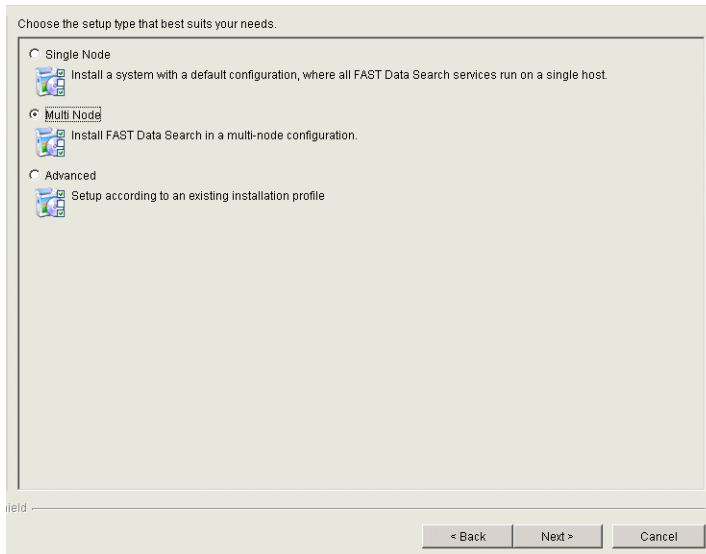 Choose the setup type that best suits your needs.
Single Node
Install a system with a default configuration, where all FAST Data Search services run on a single host.
Multi Node
Install FAST Data Search in a multi-node configuration.
Advanced
Setup according to an existing installation profile
ield
< Back
Next >
Cancel